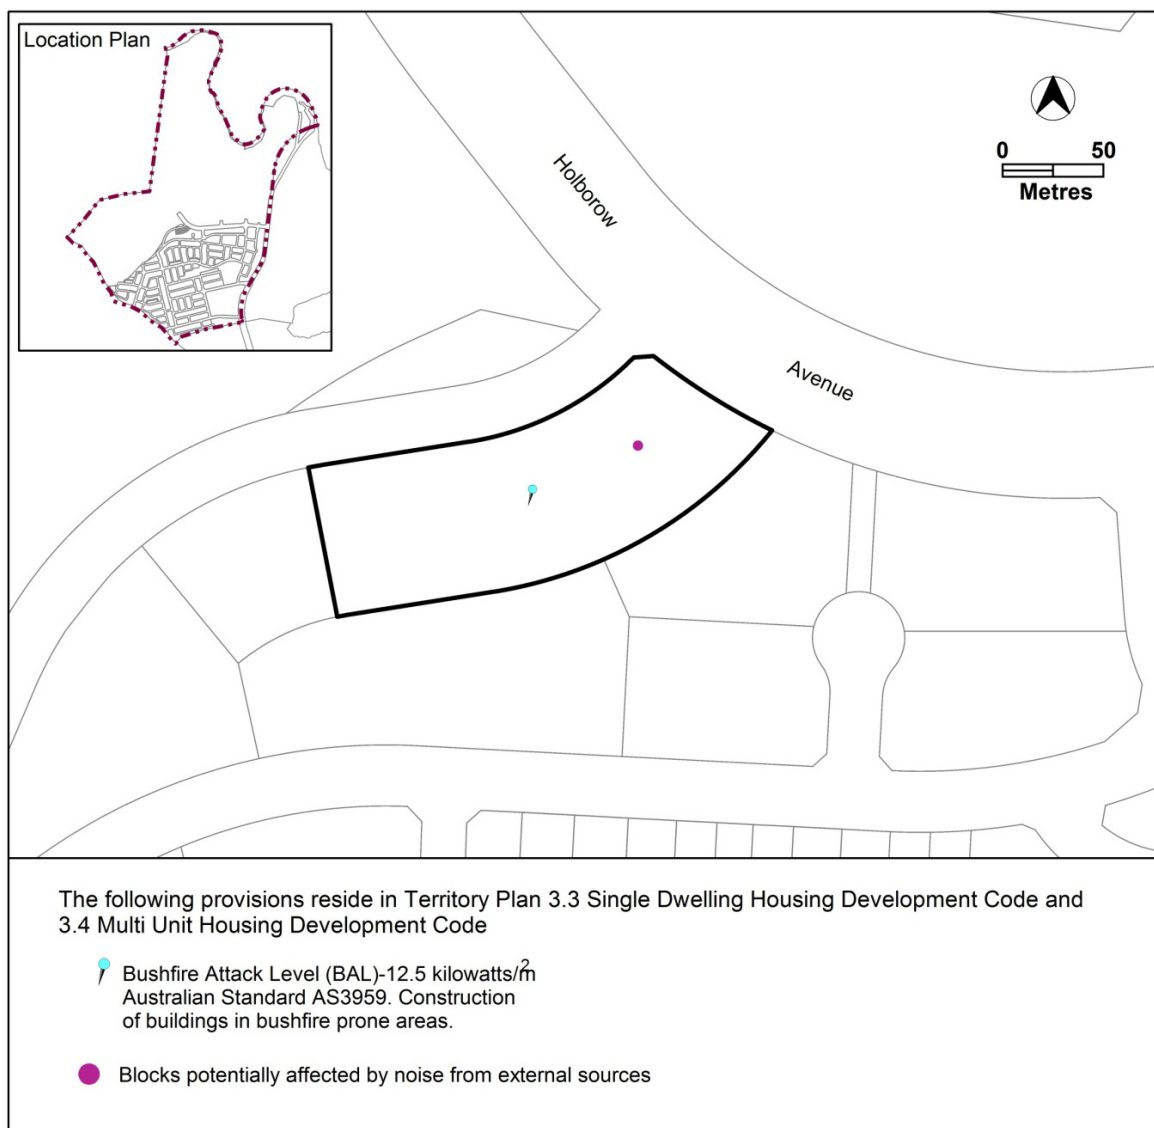 Location Plan
0 50
Metres
Holborow
Avenue
The following provisions reside in Territory Plan 3.3 Single Dwelling Housing Development Code and
3.4 Multi Unit Housing Development Code
Bushfire Attack Level (BAL)-12.5 kilowatts/m²
Australian Standard AS3959. Construction
of buildings in bushfire prone areas.
Blocks potentially affected by noise from external sources